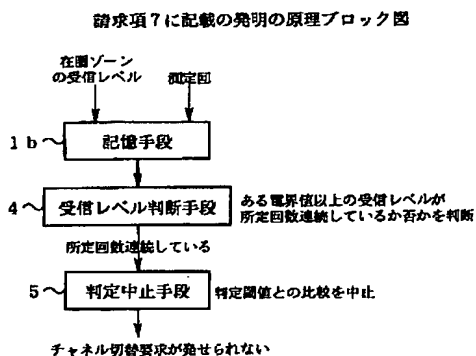 請求項7に記載の発明の原理ブロック図
在圏ゾーン
の受信レベル
測定回
1b
記憶手段
4
受信レベル判断手段
ある電界値以上の受信レベルが
所定回数連続しているか否かを判断
所定回数連続している
5
判定中止手段
判定閾値との比較を中止
チャネル切替要求が発せられない